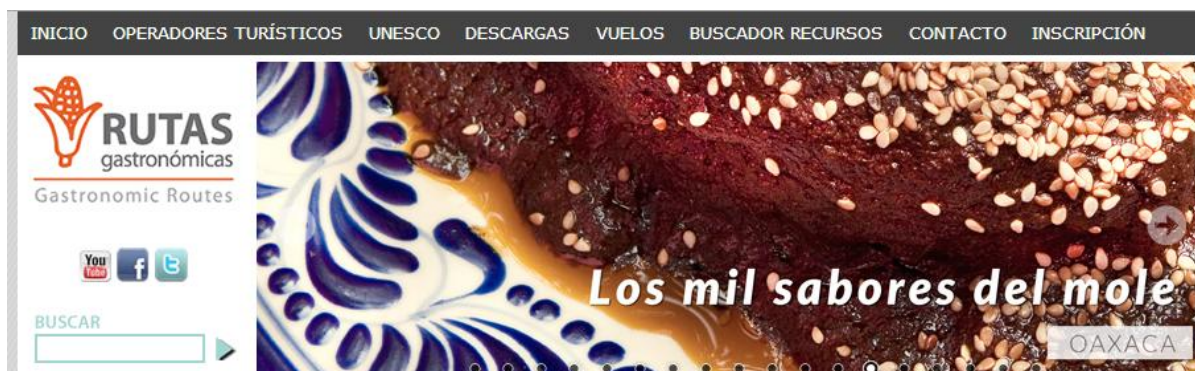 INICIO OPERADORES TURÍSTICOS UNESCO DESCARGAS VUELOS BUSCADOR RECURSOS CONTACTO INSCRIPCIÓN
RUTAS
gastronómicas
Gastronomic Routes
You
Tube
f
t
BUSCAR
Los mil sabores del mole
OAXACA